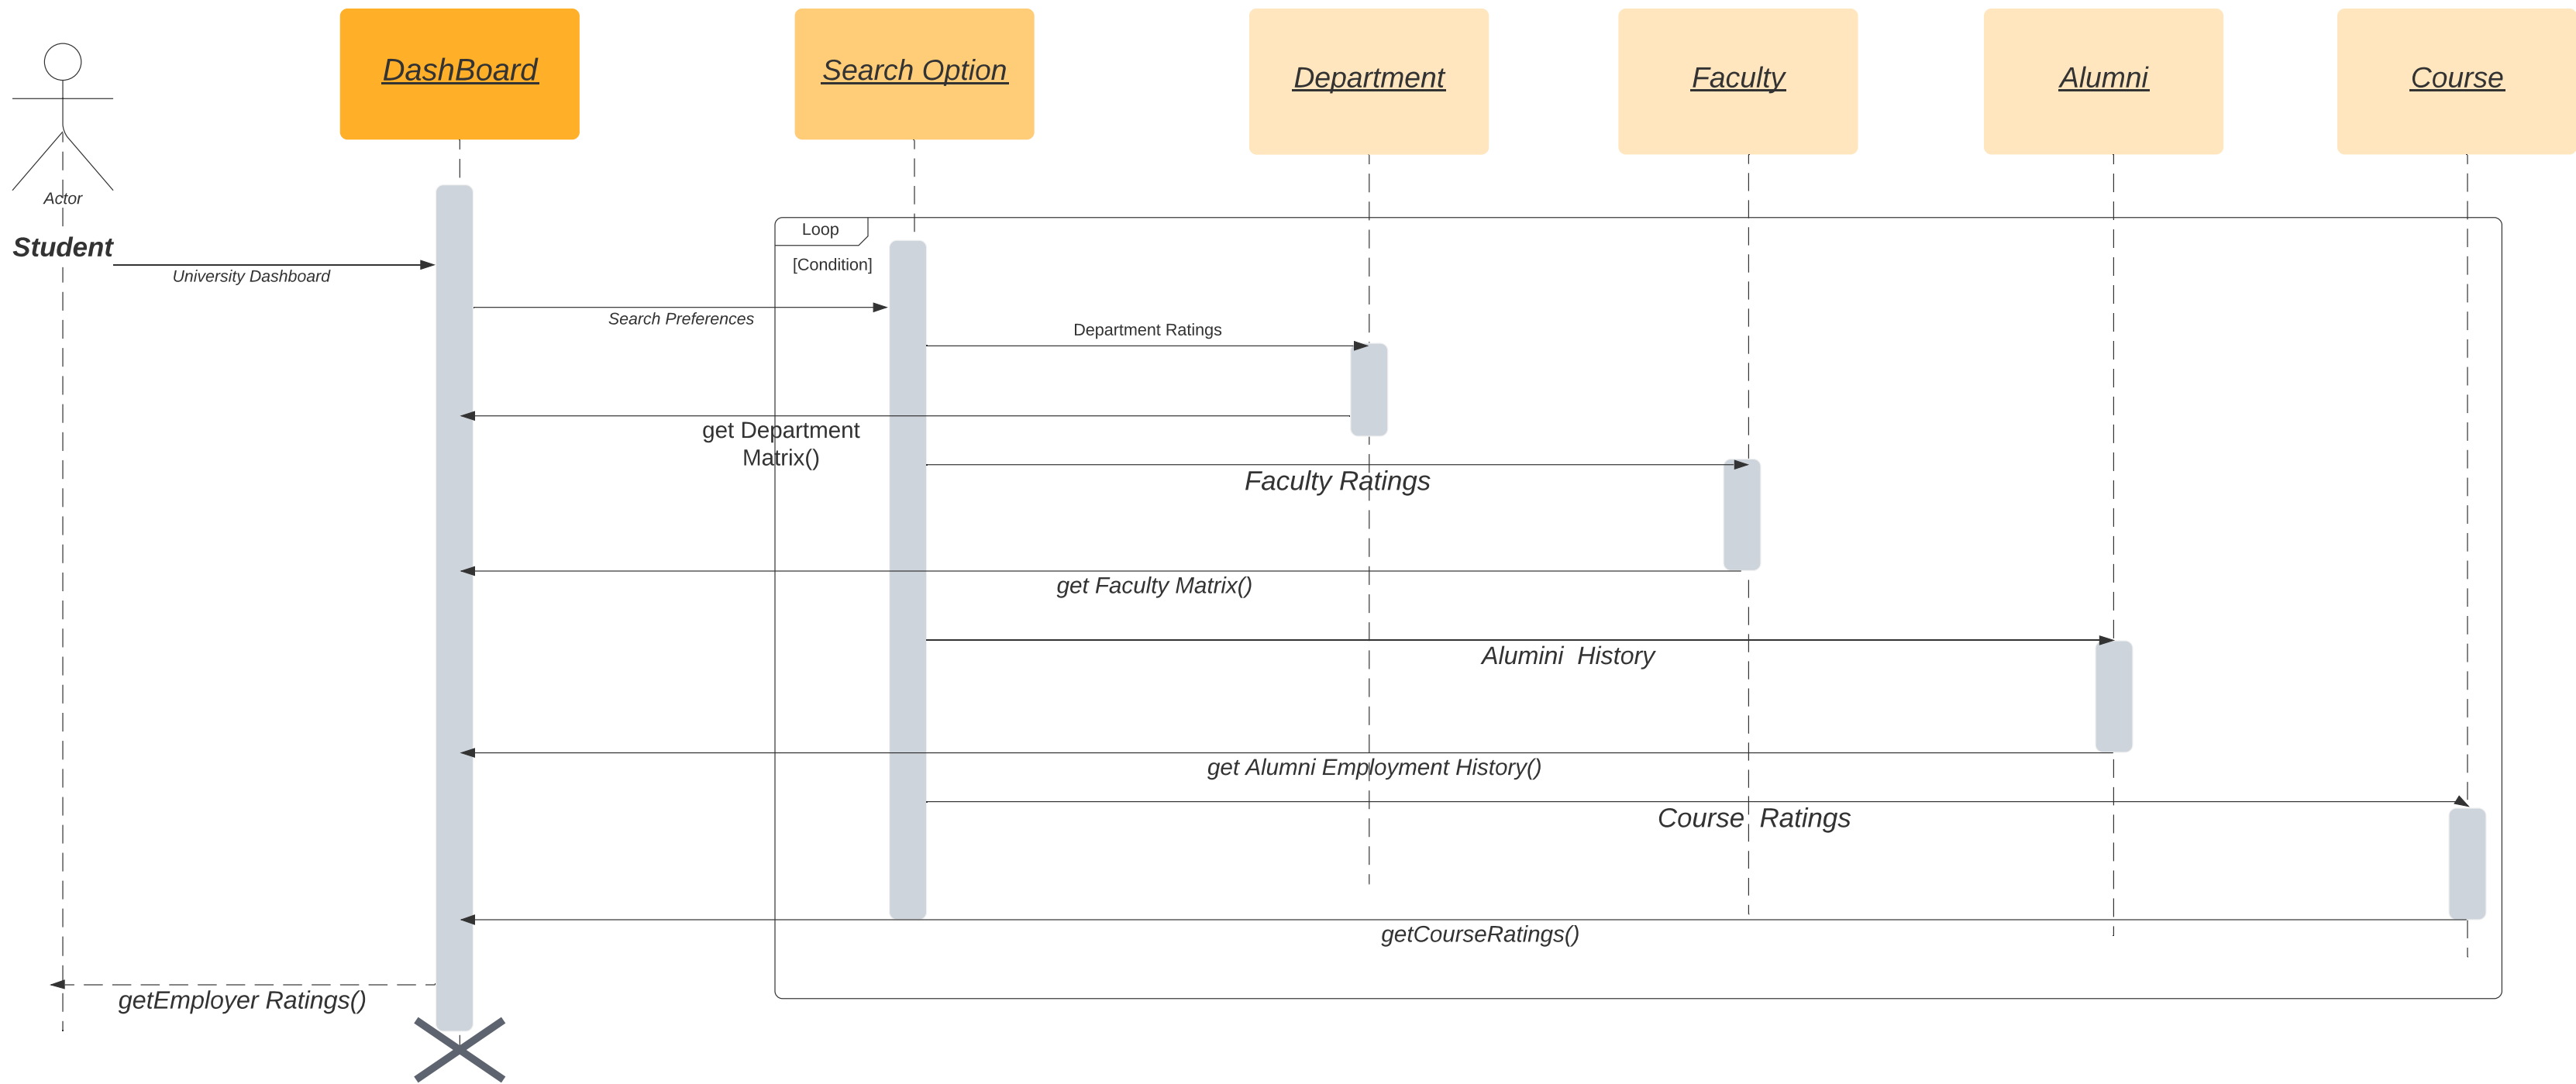 DashBoard
Search Option
Department
Faculty
Alumni
Course
Actor
Student
Loop
[Condition]
University Dashboard
Search Preferences
Department Ratings
get Department
Matrix()
Faculty Ratings
get Faculty Matrix()
Alumini History
get Alumni Employment History()
Course Ratings
getCourseRatings()
getEmployer Ratings()